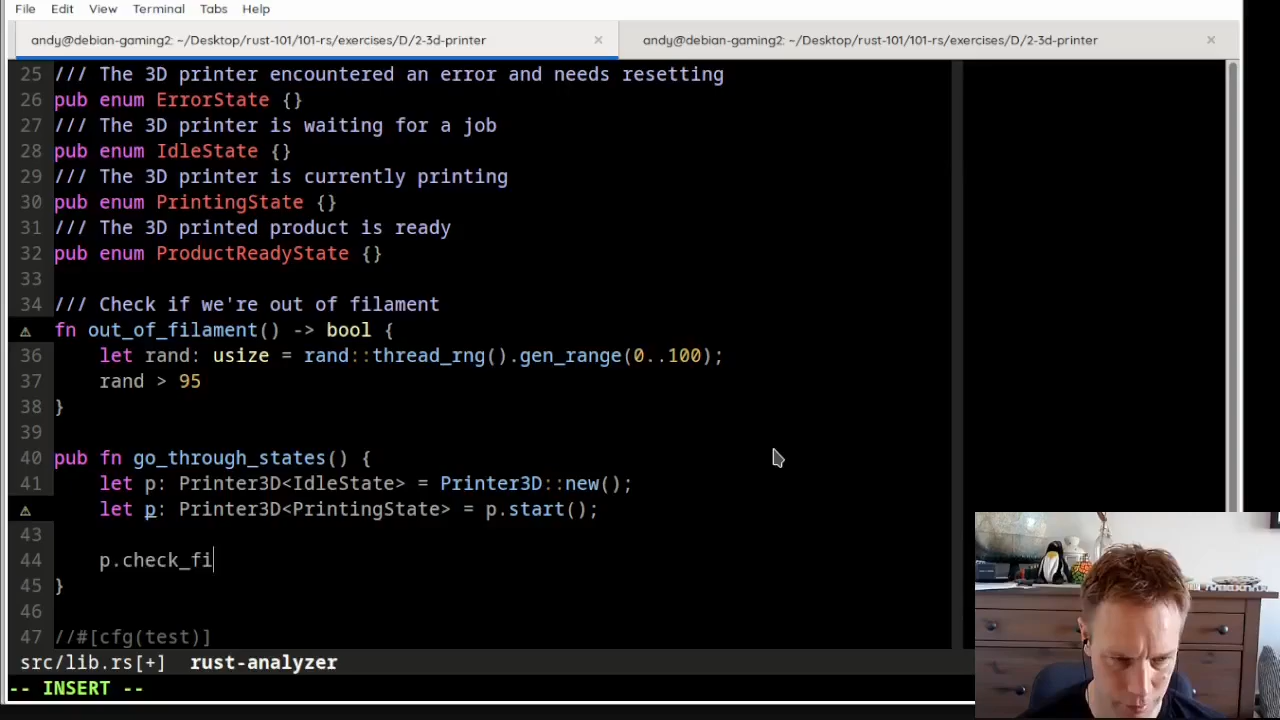 File Edit View Terminal Tabs Help
andy@debian-gaming2: ~/Desktop/rust-101/101-rs/exercises/D/2-3d-printer × andy@debian-gaming2: ~/Desktop/rust-101/101-rs/exercises/D/2-3d-printer ×
25 /// The 3D printer encountered an error and needs resetting
26 pub enum ErrorState {}
27 /// The 3D printer is waiting for a job
28 pub enum IdleState {}
29 /// The 3D printer is currently printing
30 pub enum PrintingState {}
31 /// The 3D printed product is ready
32 pub enum ProductReadyState {}
33
34 /// Check if we're out of filament
⚠ fn out_of_filament() -> bool {
36     let rand: usize = rand::thread_rng().gen_range(0..100);
37     rand > 95
38 }
39
40 pub fn go_through_states() {
41     let p: Printer3D<IdleState> = Printer3D::new();
⚠     let p: Printer3D<PrintingState> = p.start();
43
44     p.check_fi
45 }
46
47 //#[cfg(test)]
src/lib.rs[+] rust-analyzer
-- INSERT --